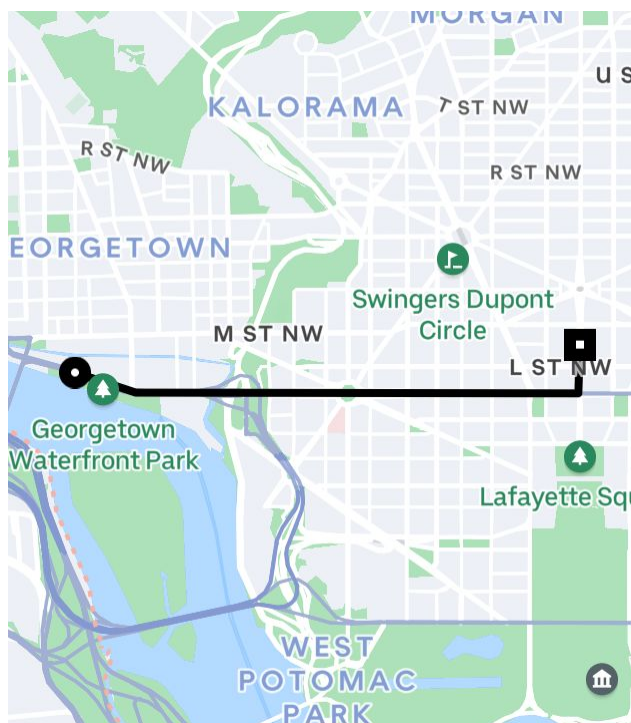 MORGAN
U S
KALORAMA
T ST NW
R ST NW
R ST NW
EORGETOWN
Swingers Dupont
Circle
M ST NW
L ST NW
Georgetown
Waterfront Park
Lafayette Squ
WEST
POTOMAC
PARK